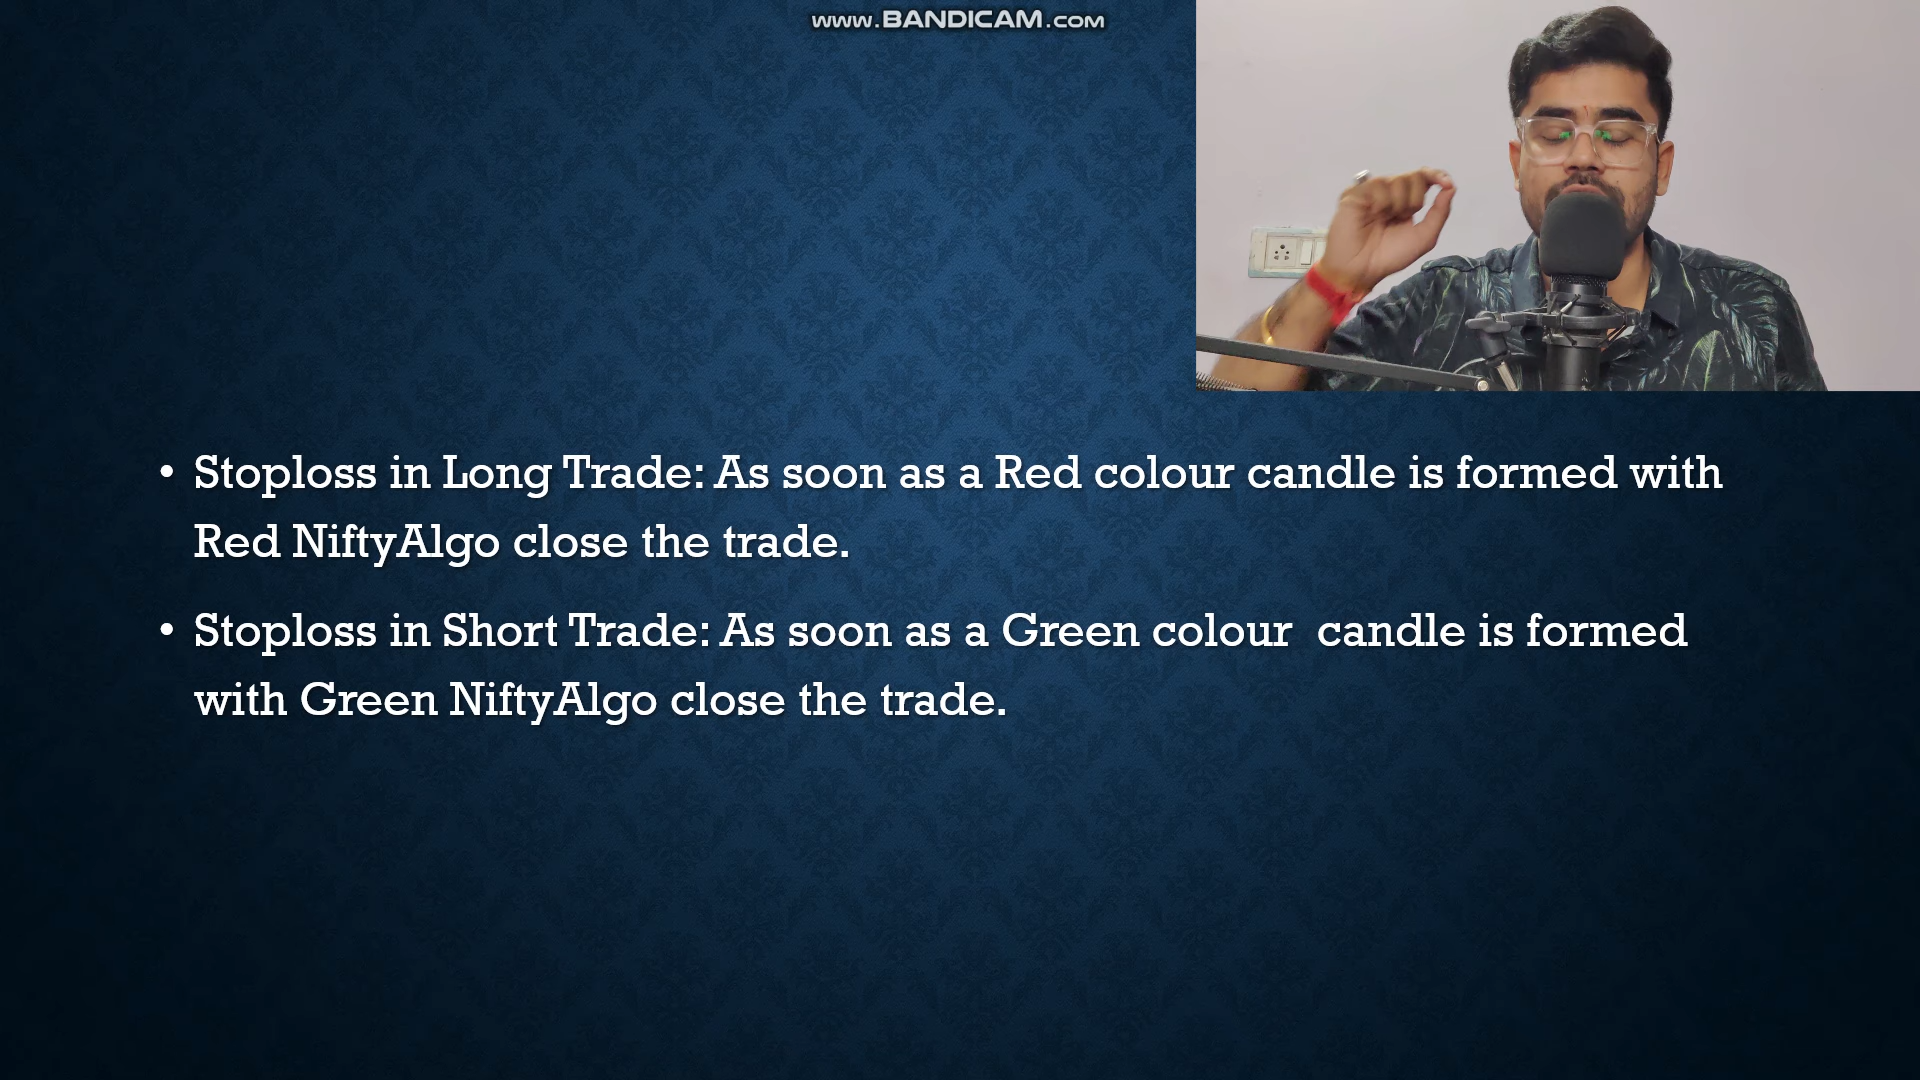 www.BANDICAM.com
• Stoploss in Long Trade: As soon as a Red colour candle is formed with
Red NiftyAlgo close the trade.
• Stoploss in Short Trade: As soon as a Green colour  candle is formed
with Green NiftyAlgo close the trade.